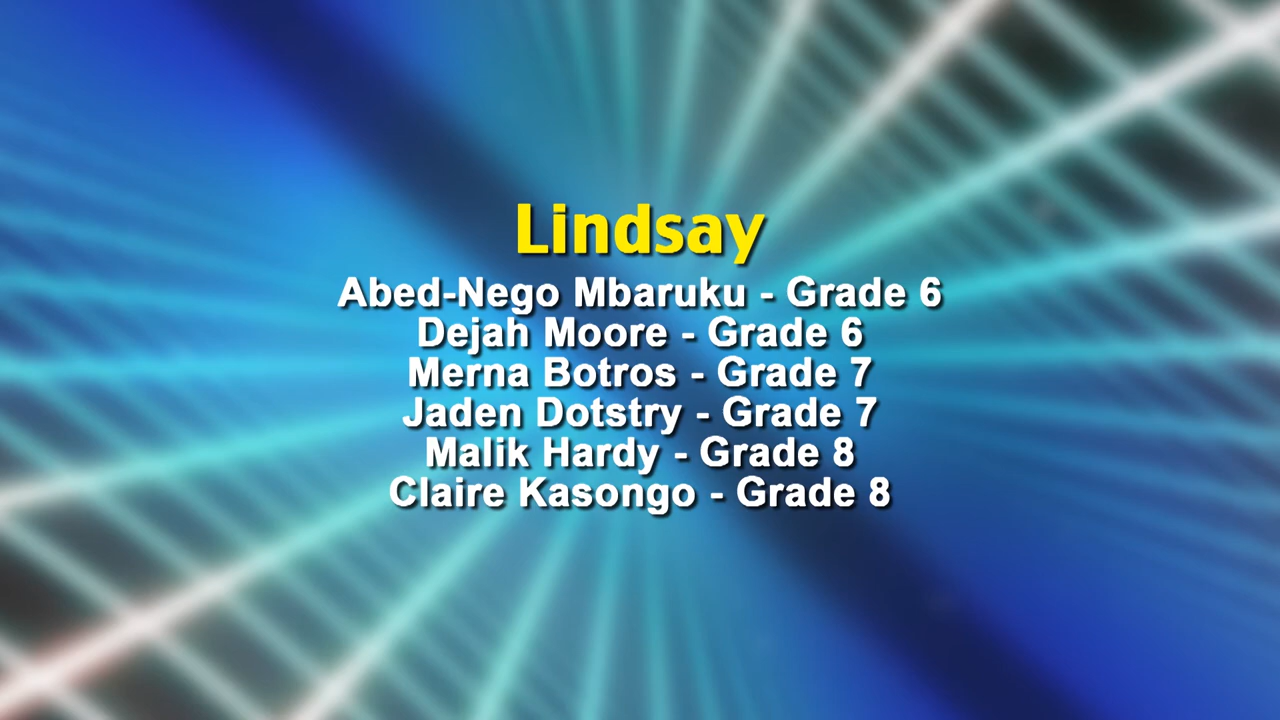 Lindsay
Abed-Nego Mbaruku - Grade 6
Dejah Moore - Grade 6
Merna Botros - Grade 7
Jaden Dotstry - Grade 7
Malik Hardy - Grade 8
Claire Kasongo - Grade 8